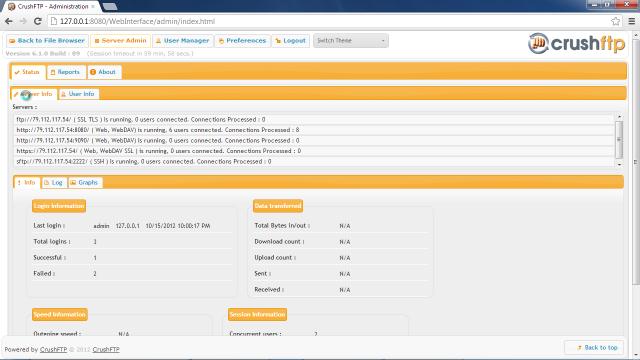 CrushFTP - Administration
127.0.0.1:8080/WebInterface/admin/index.html
Back to File Browser Server Admin User Manager Preferences Logout Switch Theme
crushftp
Version 6.1.0 Build : 09 (Session timeout in 59 min, 58 secs.)
Status Reports About
Server Info User Info
Servers :
ftp://79.112.117.54/ ( SSL TLS ) is running, 0 users connected. Connections Processed : 0
http://79.112.117.54:8080/ ( Web, WebDAV) is running, 6 users connected. Connections Processed : 8
http://79.112.117.54:9090/ ( Web, WebDAV) is running, 0 users connected. Connections Processed : 0
https://79.112.117.54/ ( Web, WebDAV SSL ) is running, 0 users connected. Connections Processed : 0
sftp://79.112.117.54:2222/ ( SSH ) is running, 0 users connected. Connections Processed : 0
Info Log Graphs
Login Information
Last login : admin 127.0.0.1 10/15/2012 10:00:17 PM
Total logins : 3
Successful : 1
Failed : 2
Data transferred
Total Bytes in/out : N/A
Download count : N/A
Upload count : N/A
Sent : N/A
Received : N/A
Speed Information
Outgoing speed : N/A
Session Information
Concurrent users : 2
Powered by CrushFTP © 2012 CrushFTP
Back to top